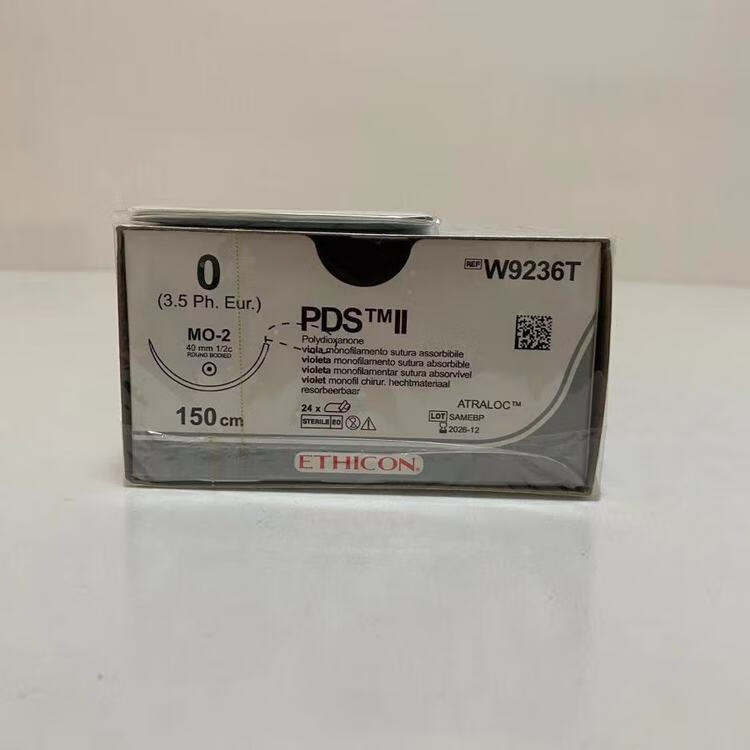 0
(3.5 Ph. Eur.)
MO-2
40 mm 1/2c
ROUND BODIED
150 cm
PDS™II
Polydioxanone
viola monofilamento sutura assorbibile
violeta monofilamento sutura absorbible
violeta monofilamentar sutura absorvível
violet monofil chirur. hechtmateriaal
resorbeerbaar
24 x
STERILE EO
REF W9236T
ATRALOC™
LOT SAMEBP
2026-12
ETHICON.